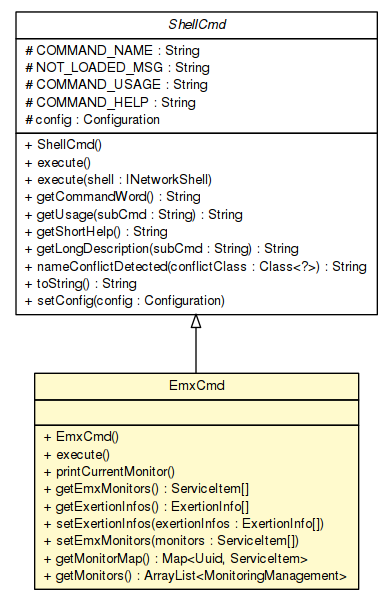 ShellCmd
# COMMAND_NAME : String
# NOT_LOADED_MSG : String
# COMMAND_USAGE : String
# COMMAND_HELP : String
# config : Configuration
+ ShellCmd()
+ execute()
+ execute(shell : INetworkShell)
+ getCommandWord() : String
+ getUsage(subCmd : String) : String
+ getShortHelp() : String
+ getLongDescription(subCmd : String) : String
+ nameConflictDetected(conflictClass : Class<?>) : String
+ toString() : String
+ setConfig(config : Configuration)
EmxCmd
+ EmxCmd()
+ execute()
+ printCurrentMonitor()
+ getEmxMonitors() : ServiceItem[]
+ getExertionInfos() : ExertionInfo[]
+ setExertionInfos(exertionInfos : ExertionInfo[])
+ setEmxMonitors(monitors : ServiceItem[])
+ getMonitorMap() : Map<Uuid, ServiceItem>
+ getMonitors() : ArrayList<MonitoringManagement>